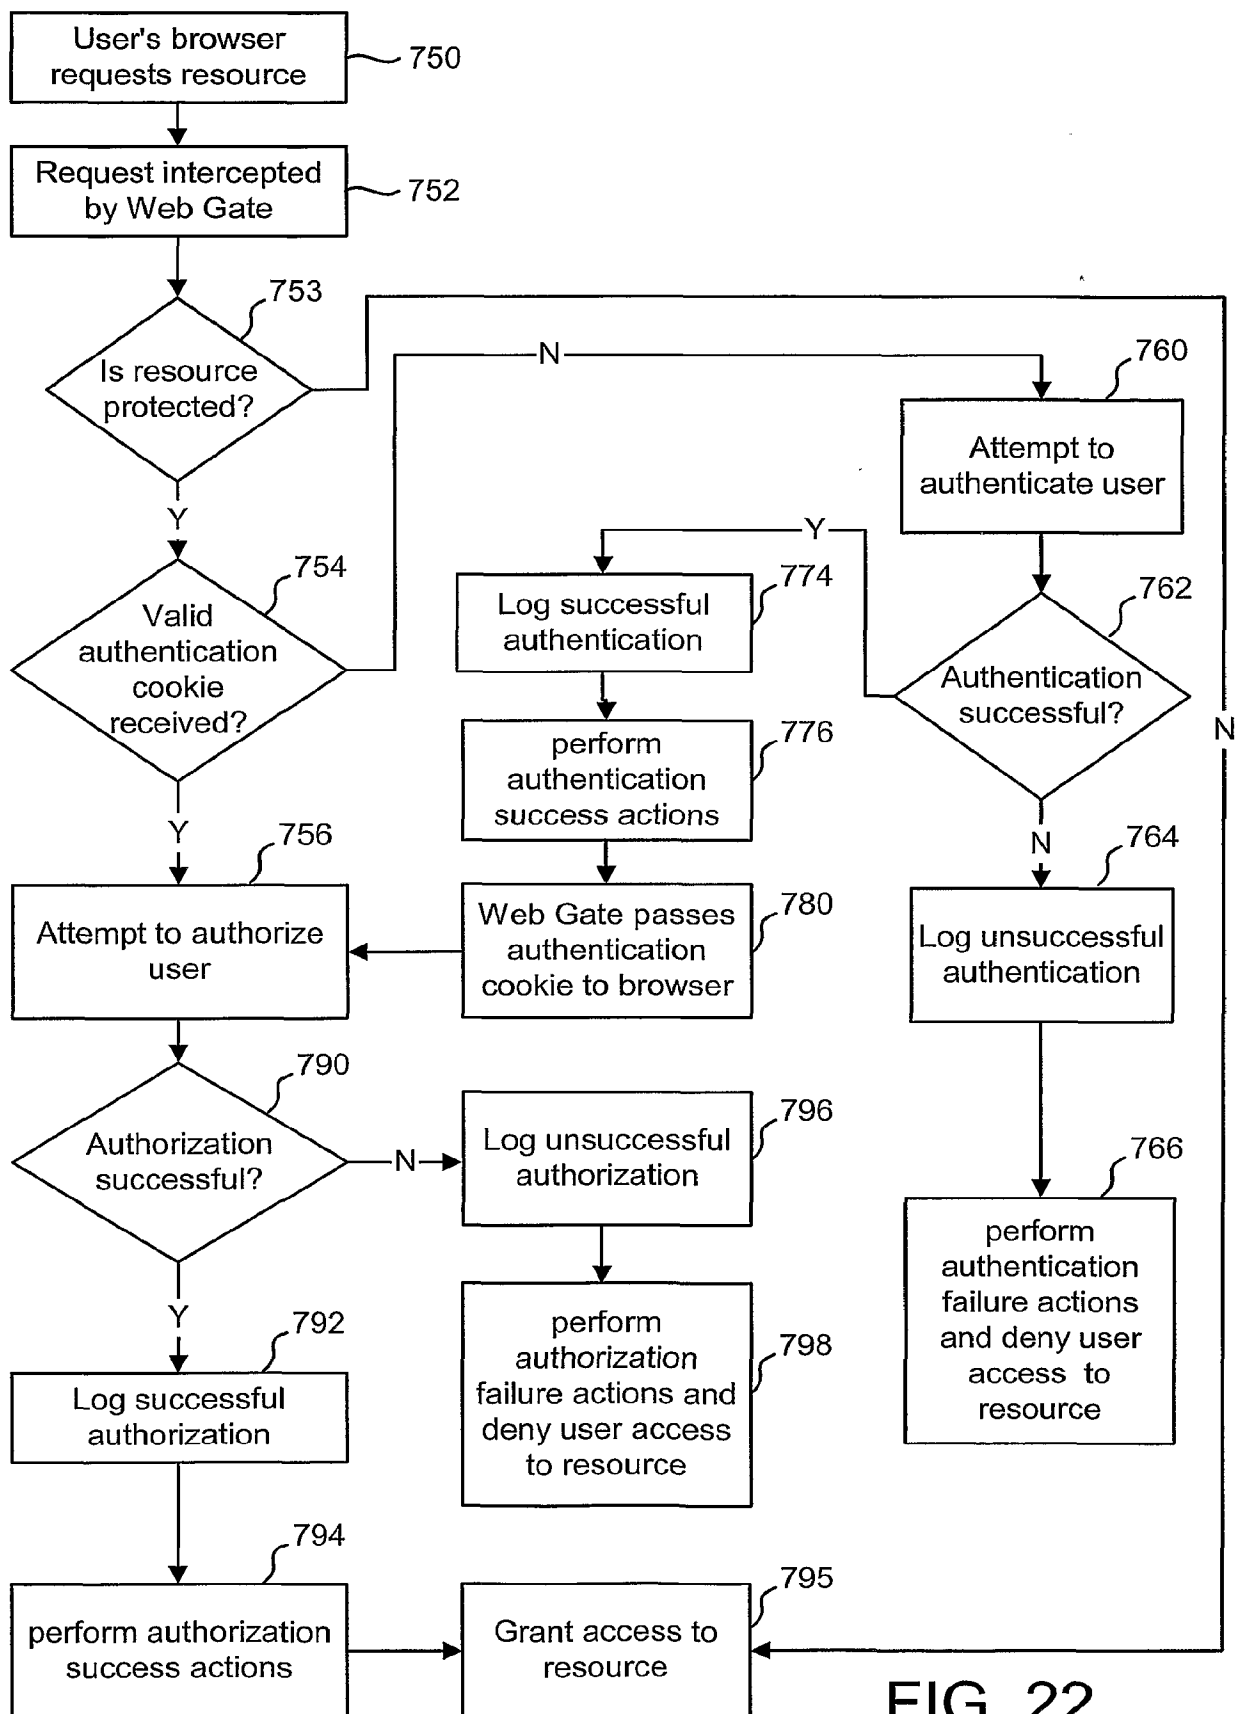 User's browser
requests resource
750
Request intercepted
by Web Gate
752
753
Is resource
protected?
N
760
Attempt to
authenticate user
Y
Y
754
Valid
authentication
cookie
received?
774
Log successful
authentication
762
Authentication
successful?
N
776
perform
authentication
success actions
Y
756
Attempt to authorize
user
780
Web Gate passes
authentication
cookie to browser
N
764
Log unsuccessful
authentication
790
Authorization
successful?
N
796
Log unsuccessful
authorization
766
perform
authentication
failure actions
and deny user
access to
resource
Y
792
Log successful
authorization
798
perform
authorization
failure actions and
deny user access
to resource
794
perform authorization
success actions
795
Grant access to
resource
FIG. 22